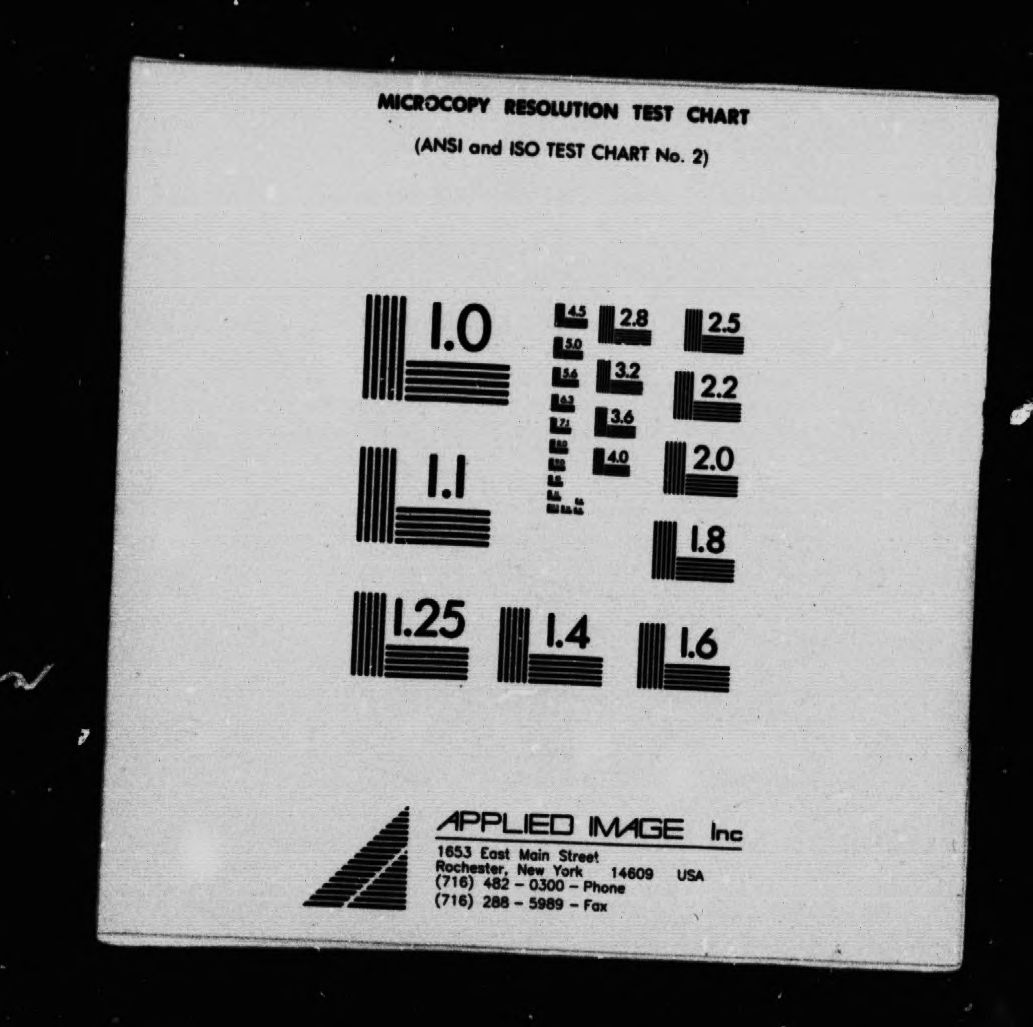 MICROCOPY RESOLUTION TEST CHART
(ANSI and ISO TEST CHART No. 2)
1.0
1.1
1.25
1.4
1.6
1.8
2.0
2.2
2.5
2.8
3.2
3.6
4.0
4.5
5.0
5.6
6.3
7.1
APPLIED IMAGE Inc
1653 East Main Street
Rochester, New York 14609 USA
(716) 482 - 0300 - Phone
(716) 288 - 5989 - Fax